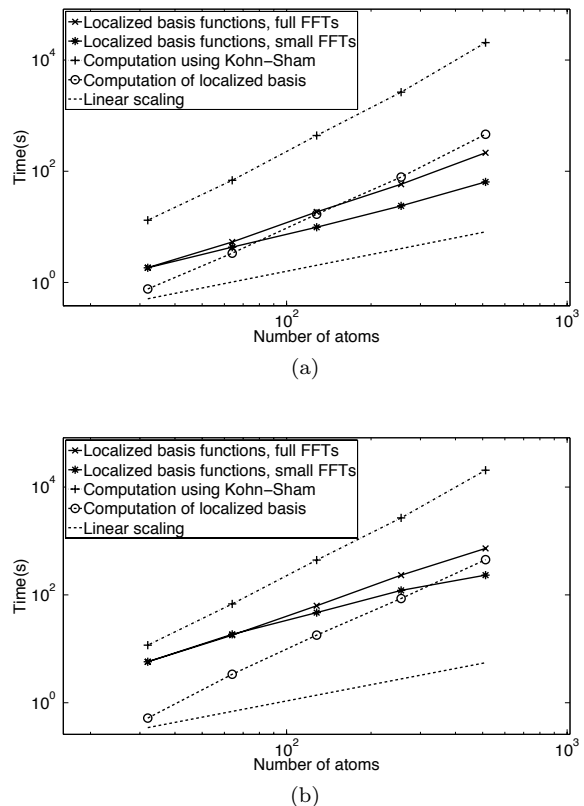 Localized basis functions, full FFTs
Localized basis functions, small FFTs
Computation using Kohn−Sham
Computation of localized basis
Linear scaling
10^4
10^2
10^0
Time(s)
10^2
10^3
Number of atoms
(a)
Localized basis functions, full FFTs
Localized basis functions, small FFTs
Computation using Kohn−Sham
Computation of localized basis
Linear scaling
10^4
10^2
10^0
Time(s)
10^2
10^3
Number of atoms
(b)